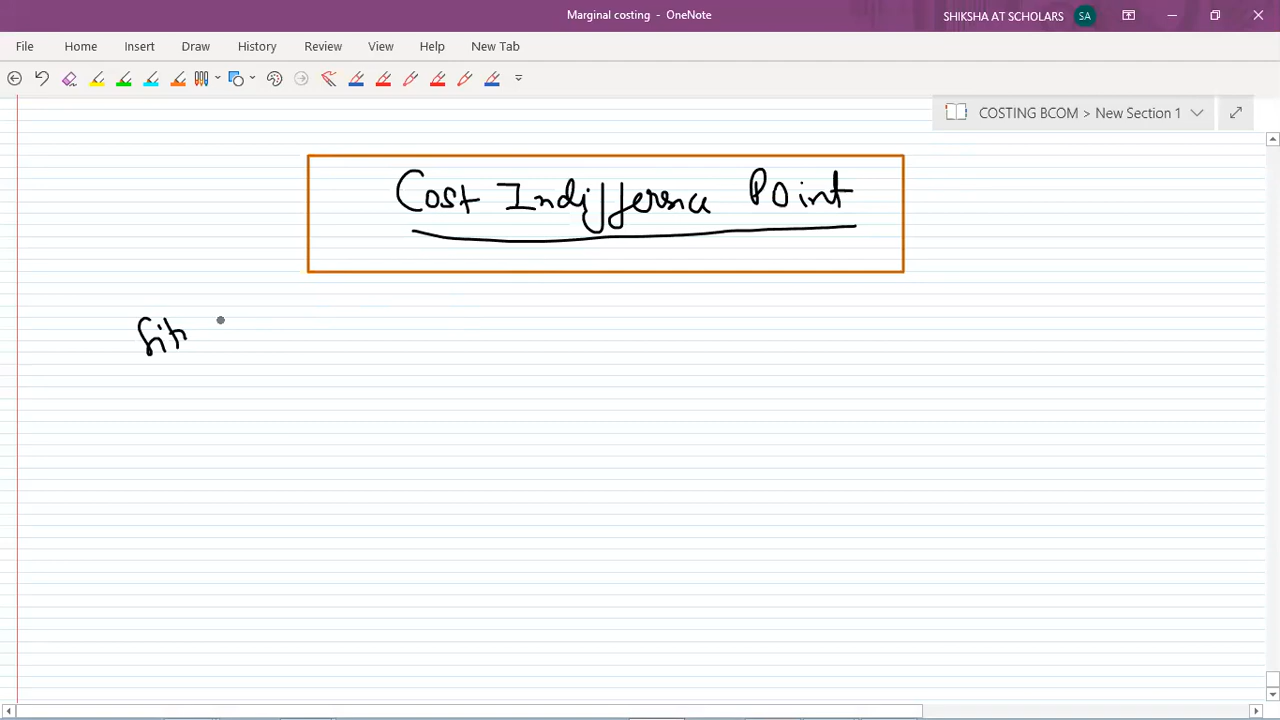 Marginal costing - OneNote
SHIKSHA AT SCHOLARS SA
File Home Insert Draw History Review View Help New Tab
COSTING BCOM > New Section 1
Cost Indifference Point